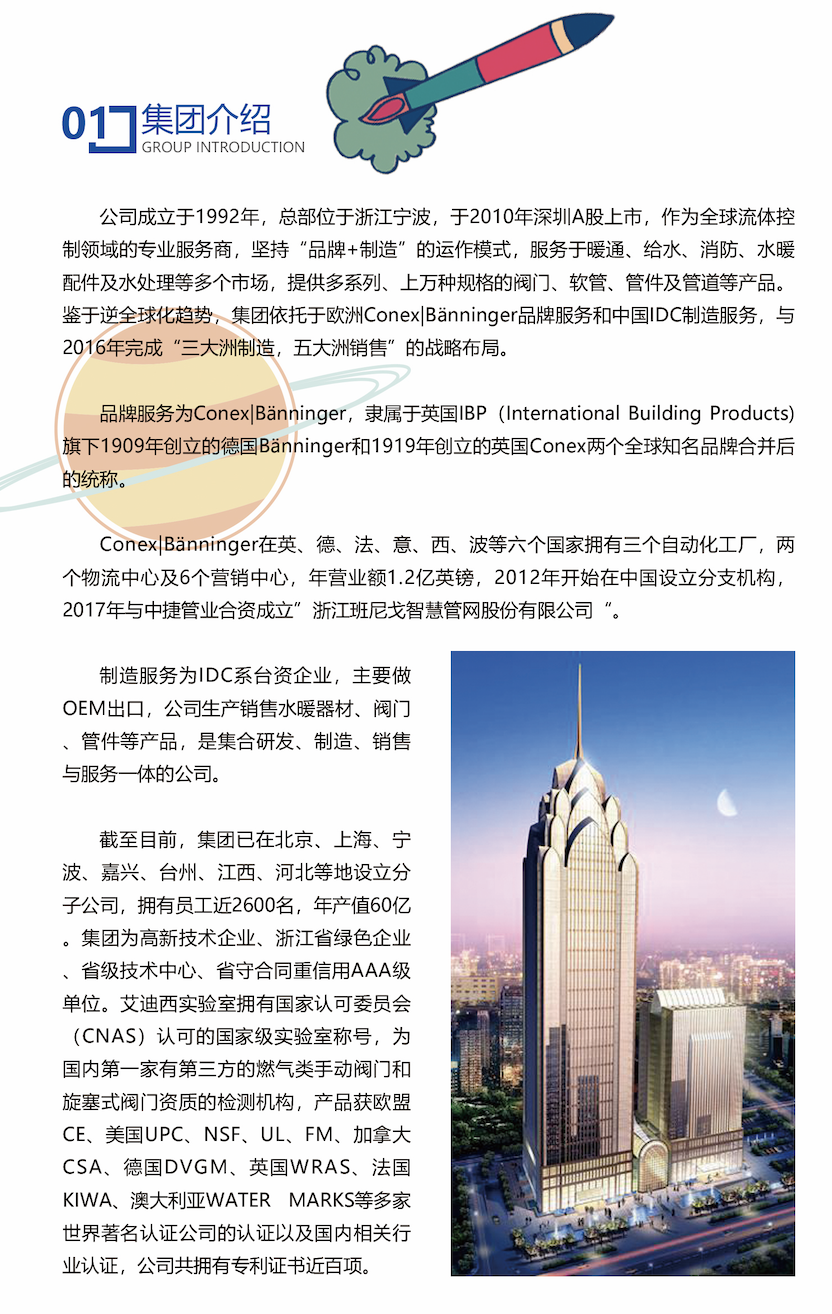 01
集团介绍
GROUP INTRODUCTION
公司成立于1992年，总部位于浙江宁波，于2010年深圳A股上市，作为全球流体控
制领域的专业服务商，坚持“品牌+制造”的运作模式，服务于暖通、给水、消防、水暖
配件及水处理等多个市场，提供多系列、上万种规格的阀门、软管、管件及管道等产品。
鉴于逆全球化趋势，集团依托于欧洲Conex|Bänninger品牌服务和中国IDC制造服务，与
2016年完成“三大洲制造，五大洲销售”的战略布局。
品牌服务为Conex|Bänninger，隶属于英国IBP（International Building Products)
旗下1909年创立的德国Bänninger和1919年创立的英国Conex两个全球知名品牌合并后
的统称。
Conex|Bänninger在英、德、法、意、西、波等六个国家拥有三个自动化工厂，两
个物流中心及6个营销中心，年营业额1.2亿英镑，2012年开始在中国设立分支机构，
2017年与中捷管业合资成立”浙江班尼戈智慧管网股份有限公司“。
制造服务为IDC系台资企业，主要做
OEM出口，公司生产销售水暖器材、阀门
、管件等产品，是集合研发、制造、销售
与服务一体的公司。
截至目前，集团已在北京、上海、宁
波、嘉兴、台州、江西、河北等地设立分
子公司，拥有员工近2600名，年产值60亿
。集团为高新技术企业、浙江省绿色企业
、省级技术中心、省守合同重信用AAA级
单位。艾迪西实验室拥有国家认可委员会
（CNAS）认可的国家级实验室称号，为
国内第一家有第三方的燃气类手动阀门和
旋塞式阀门资质的检测机构，产品获欧盟
CE、美国UPC、NSF、UL、FM、加拿大
CSA、德国DVGM、英国WRAS、法国
KIWA、澳大利亚WATER MARKS等多家
世界著名认证公司的认证以及国内相关行
业认证，公司共拥有专利证书近百项。